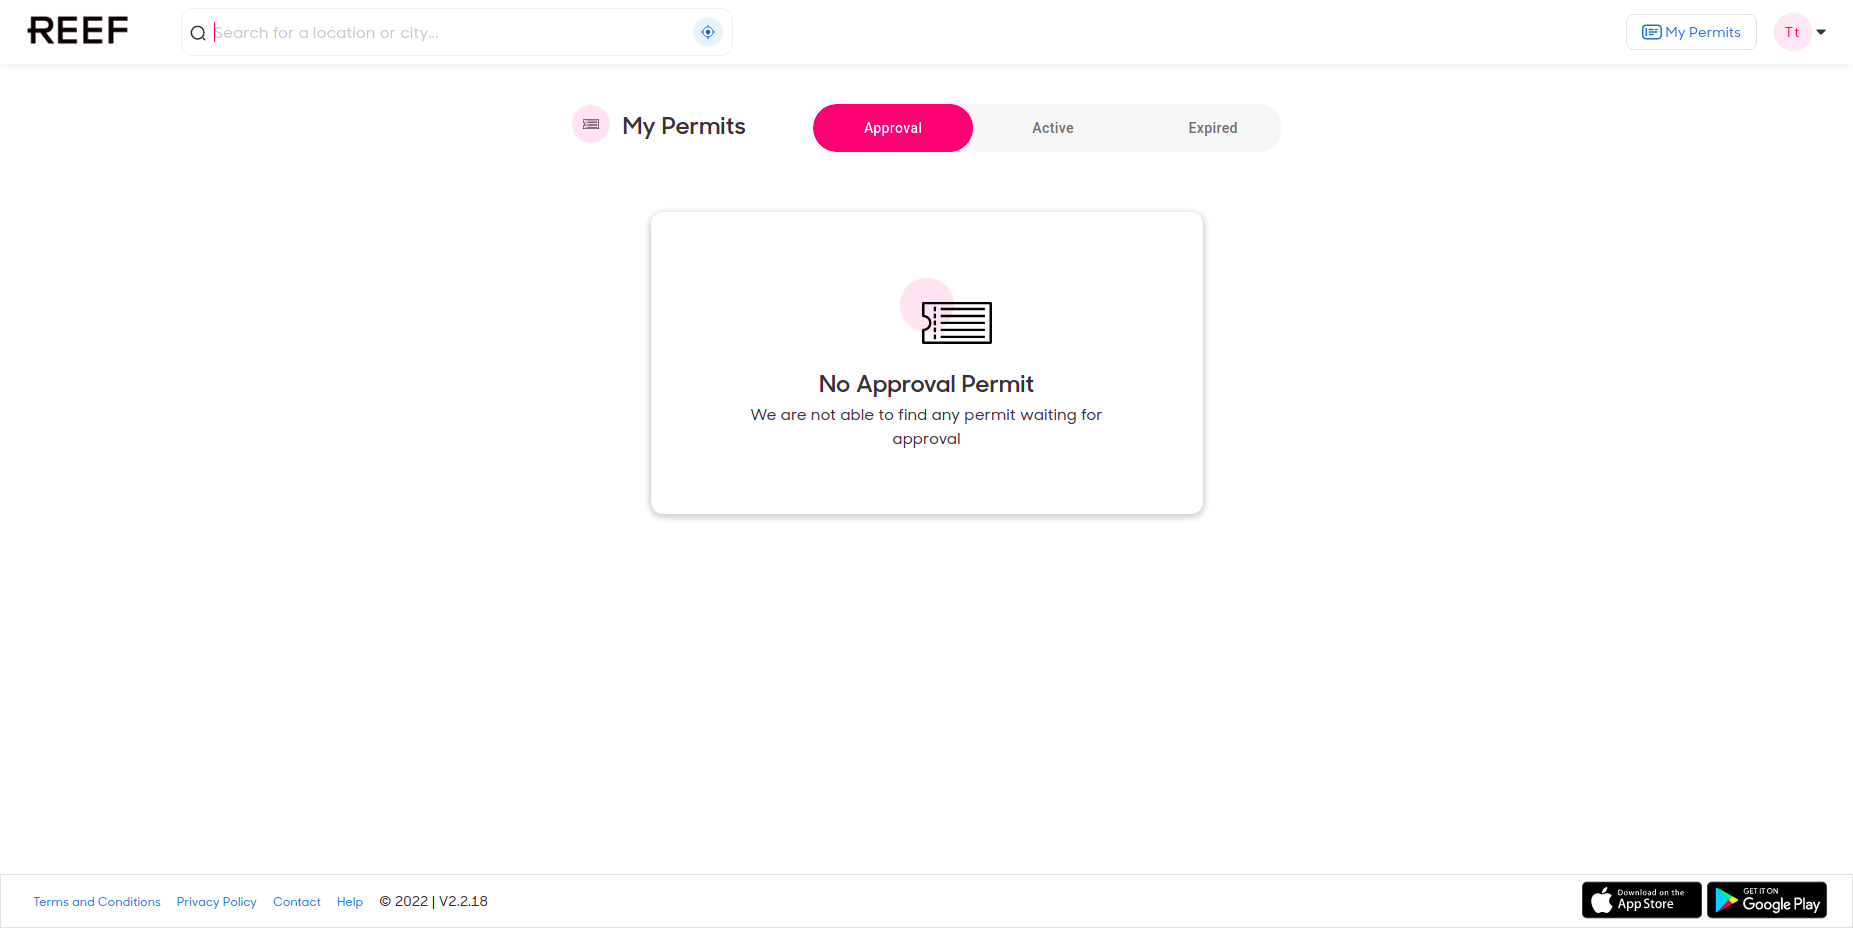 REEF
Search for a location or city...
My Permits
Tt
My Permits
Approval
Active
Expired
No Approval Permit
We are not able to find any permit waiting for
approval
Terms and Conditions
Privacy Policy
Contact
Help
© 2022 | V2.2.18
Download on the
App Store
GET IT ON
Google Play